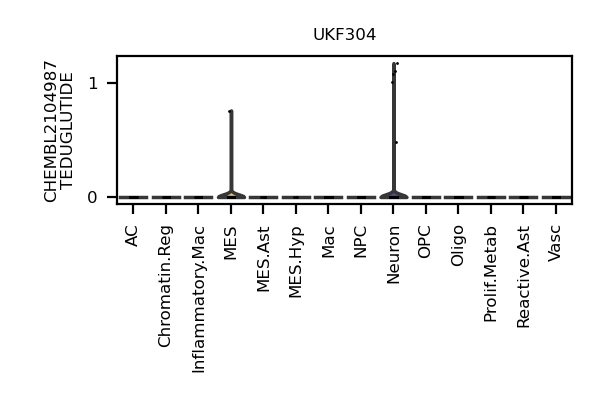 UKF304
CHEMBL2104987
TEDUGLUTIDE
1
0
AC
Chromatin.Reg
Inflammatory.Mac
MES
MES.Ast
MES.Hyp
Mac
NPC
Neuron
OPC
Oligo
Prolif.Metab
Reactive.Ast
Vasc